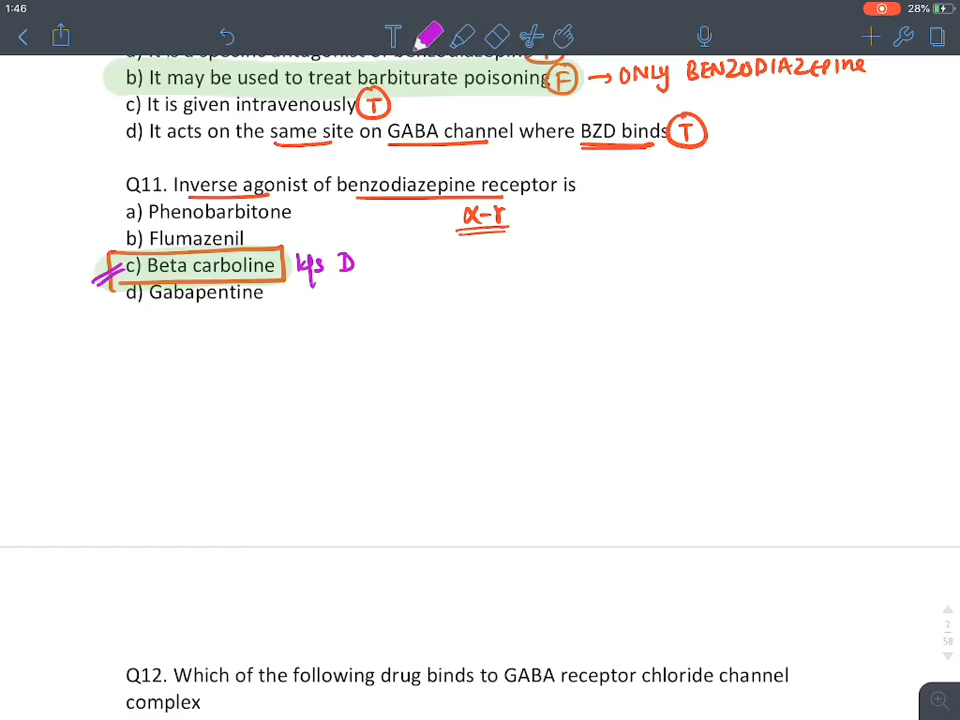 1:46
28%
T
b) It may be used to treat barbiturate poisoning F → ONLY BENZODIAZEPINE
c) It is given intravenously T
d) It acts on the same site on GABA channel where BZD binds T
Q11. Inverse agonist of benzodiazepine receptor is
a) Phenobarbitone
α-γ
b) Flumazenil
c) Beta carboline
d) Gabapentine
2
58
Q12. Which of the following drug binds to GABA receptor chloride channel
complex